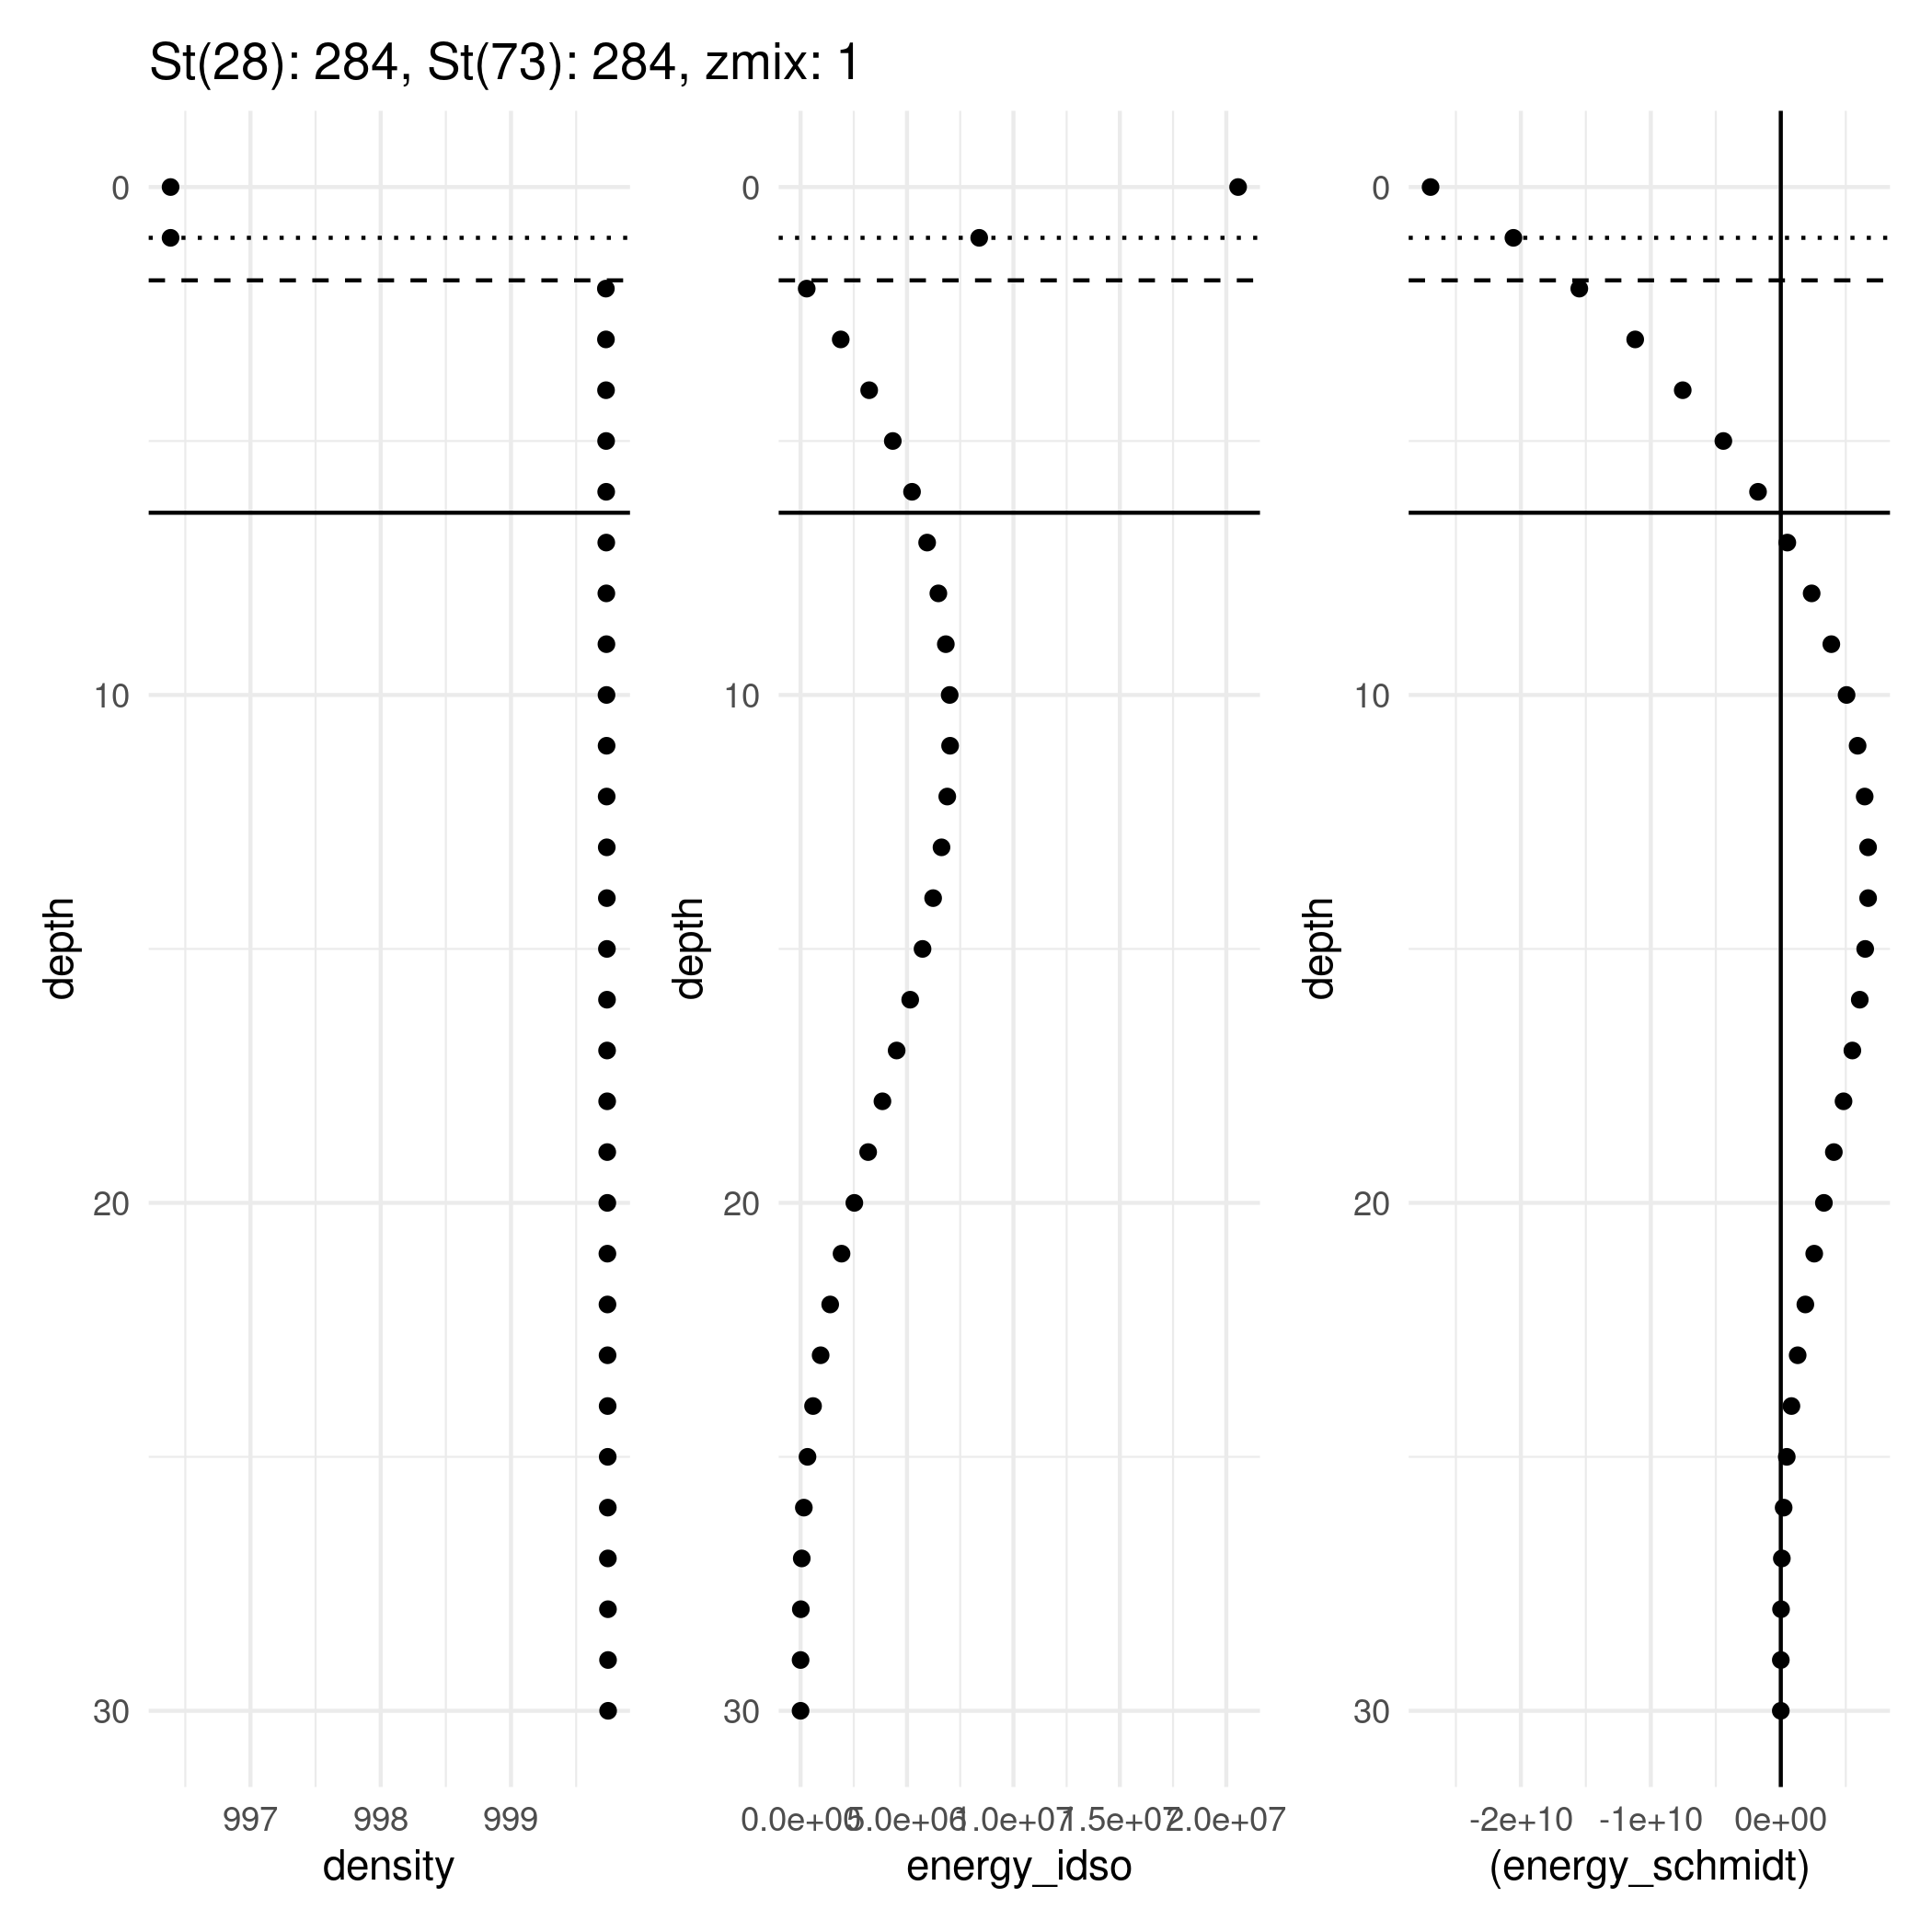 St(28): 284, St(73): 284, zmix: 1
0
10
20
30
depth
997 998 999
density
0
10
20
30
depth
0.0e+00 5.0e+06 1.0e+07 1.5e+07 2.0e+07
energy_idso
0
10
20
30
depth
-2e+10 -1e+10 0e+00
(energy_schmidt)